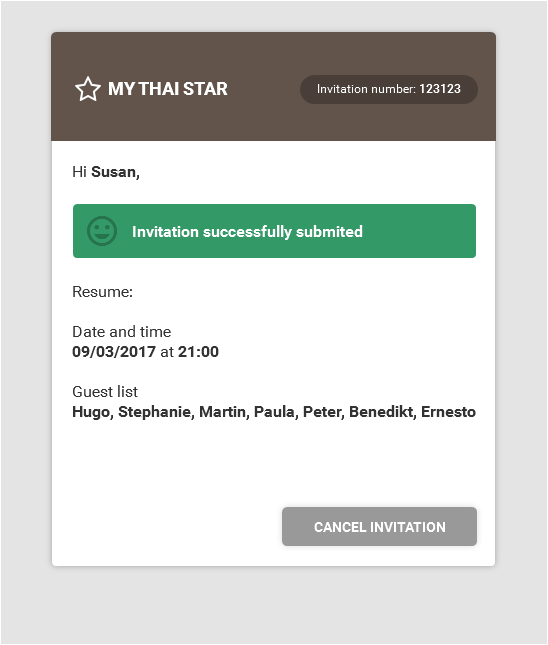 MY THAI STAR
Invitation number: 123123
Hi Susan,
Invitation successfully submited
Resume:
Date and time
09/03/2017 at 21:00
Guest list
Hugo, Stephanie, Martin, Paula, Peter, Benedikt, Ernesto
CANCEL INVITATION